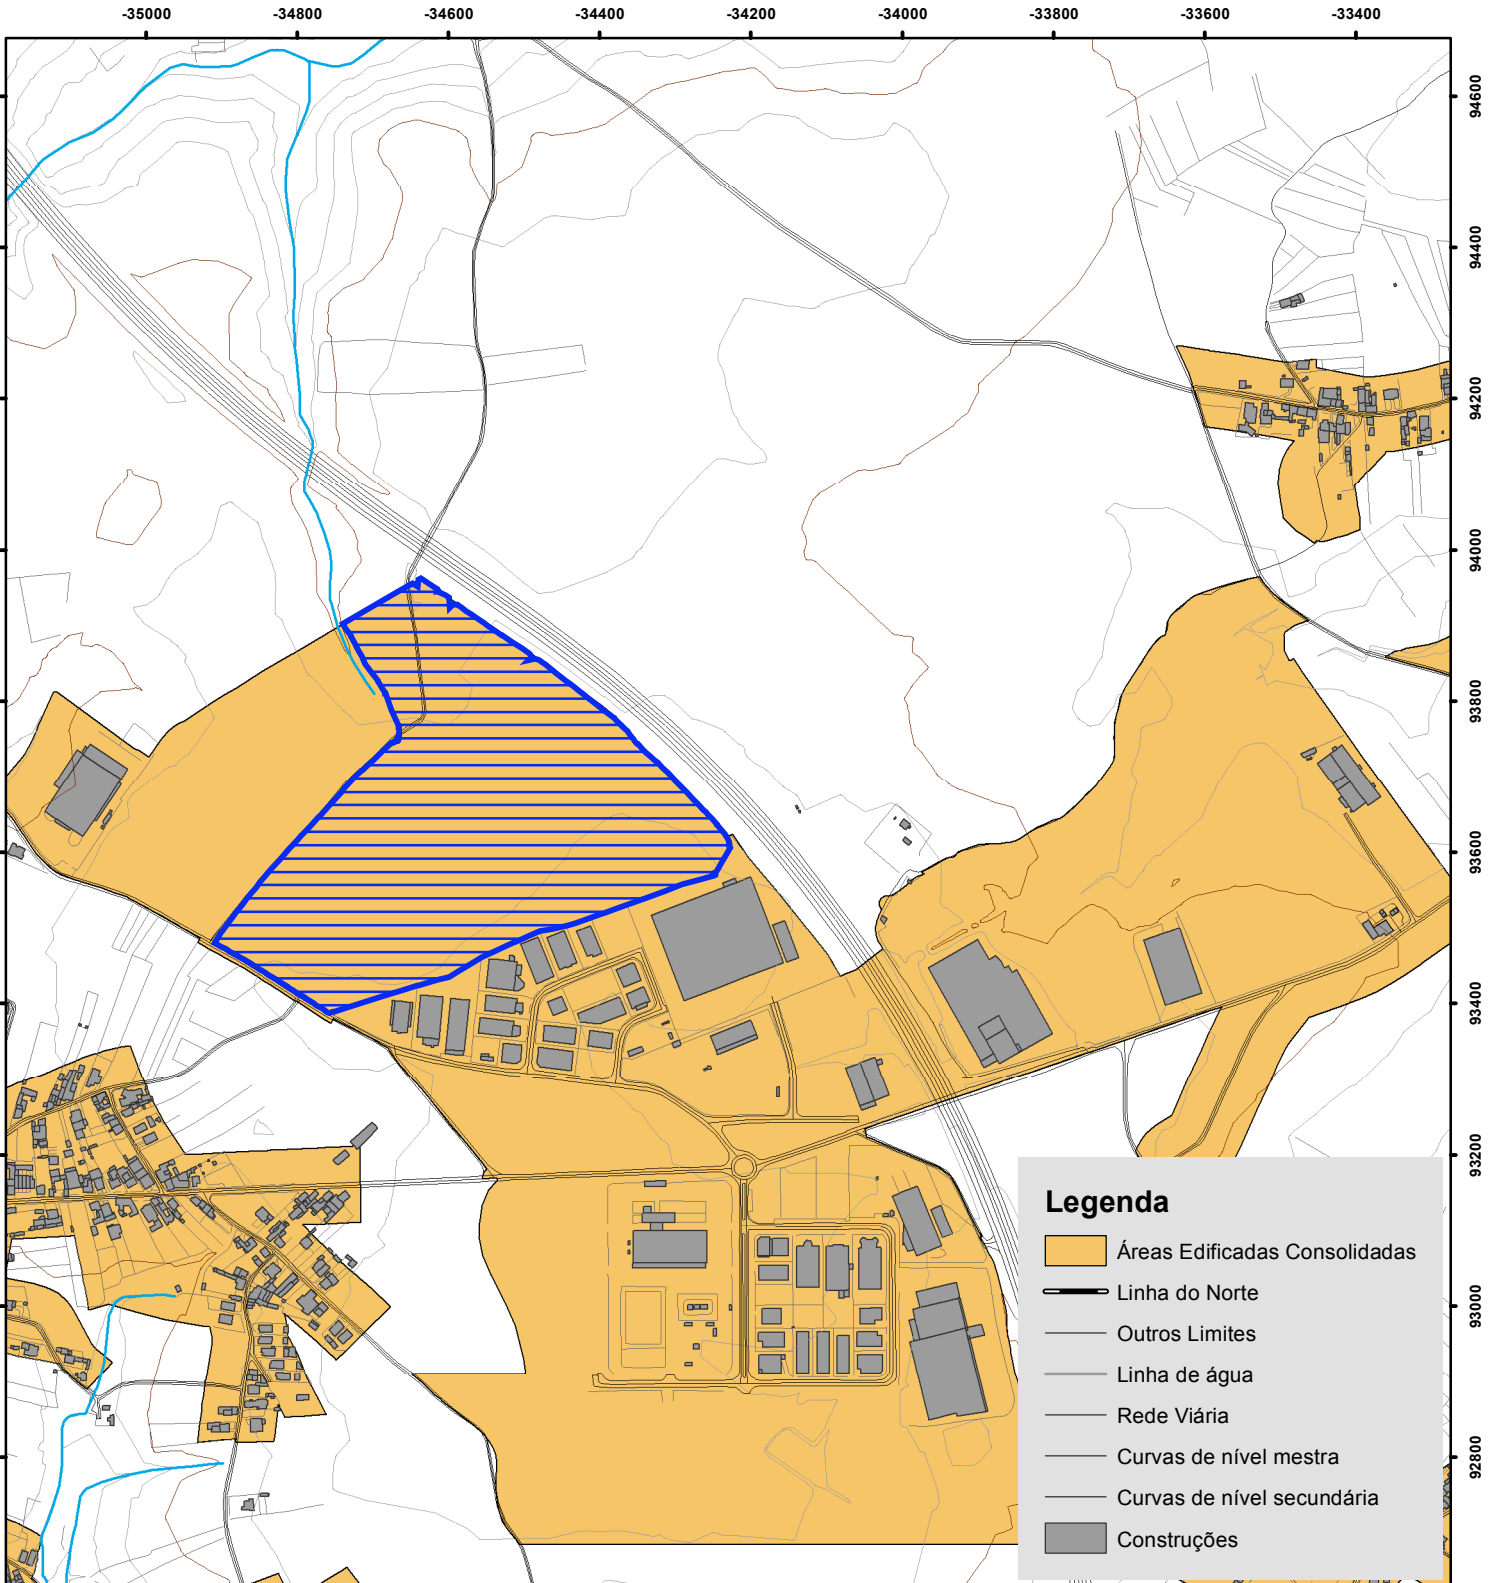 -35000 -34800 -34600 -34400 -34200 -34000 -33800 -33600 -33400
94600
94400
94200
94000
93800
93600
93400
93200
93000
92800
Legenda
Áreas Edificadas Consolidadas
Linha do Norte
Outros Limites
Linha de água
Rede Viária
Curvas de nível mestra
Curvas de nível secundária
Construções